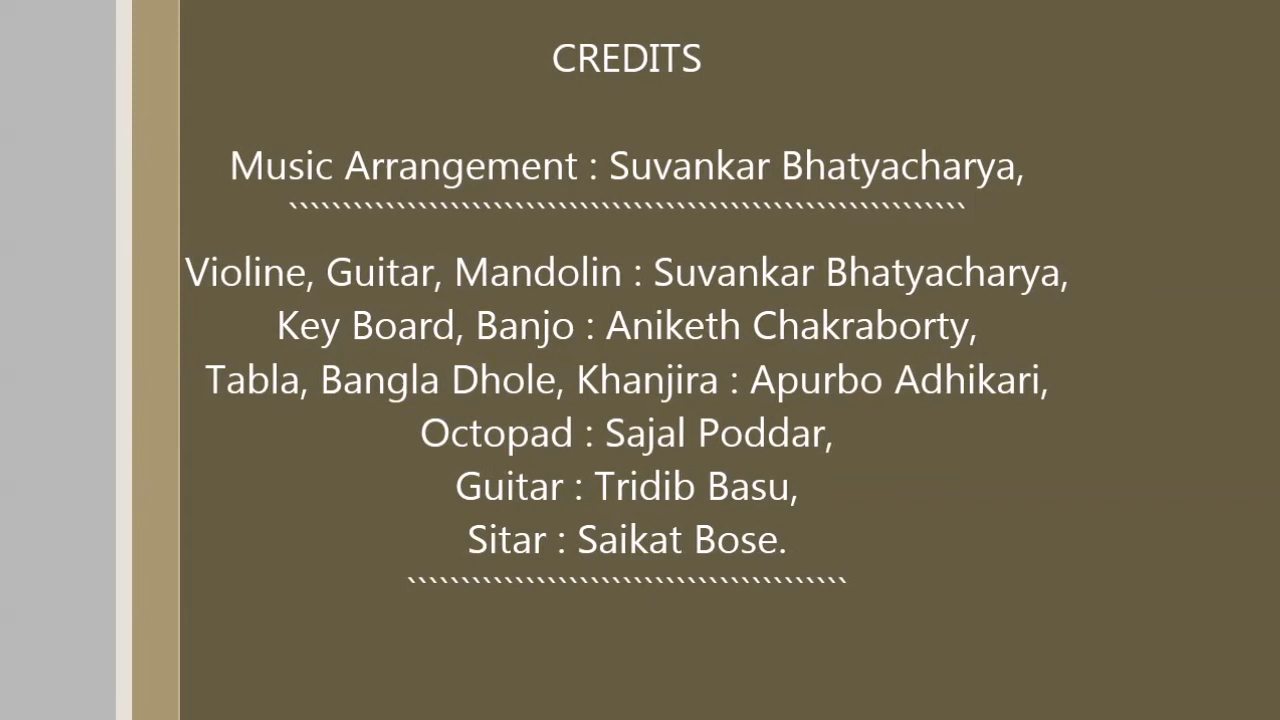 CREDITS
Music Arrangement : Suvankar Bhatyacharya,
```````````````````````````````````````````````````````````````
Violine, Guitar, Mandolin : Suvankar Bhatyacharya,
Key Board, Banjo : Aniketh Chakraborty,
Tabla, Bangla Dhole, Khanjira : Apurbo Adhikari,
Octopad : Sajal Poddar,
Guitar : Tridib Basu,
Sitar : Saikat Bose.
`````````````````````````````````````````